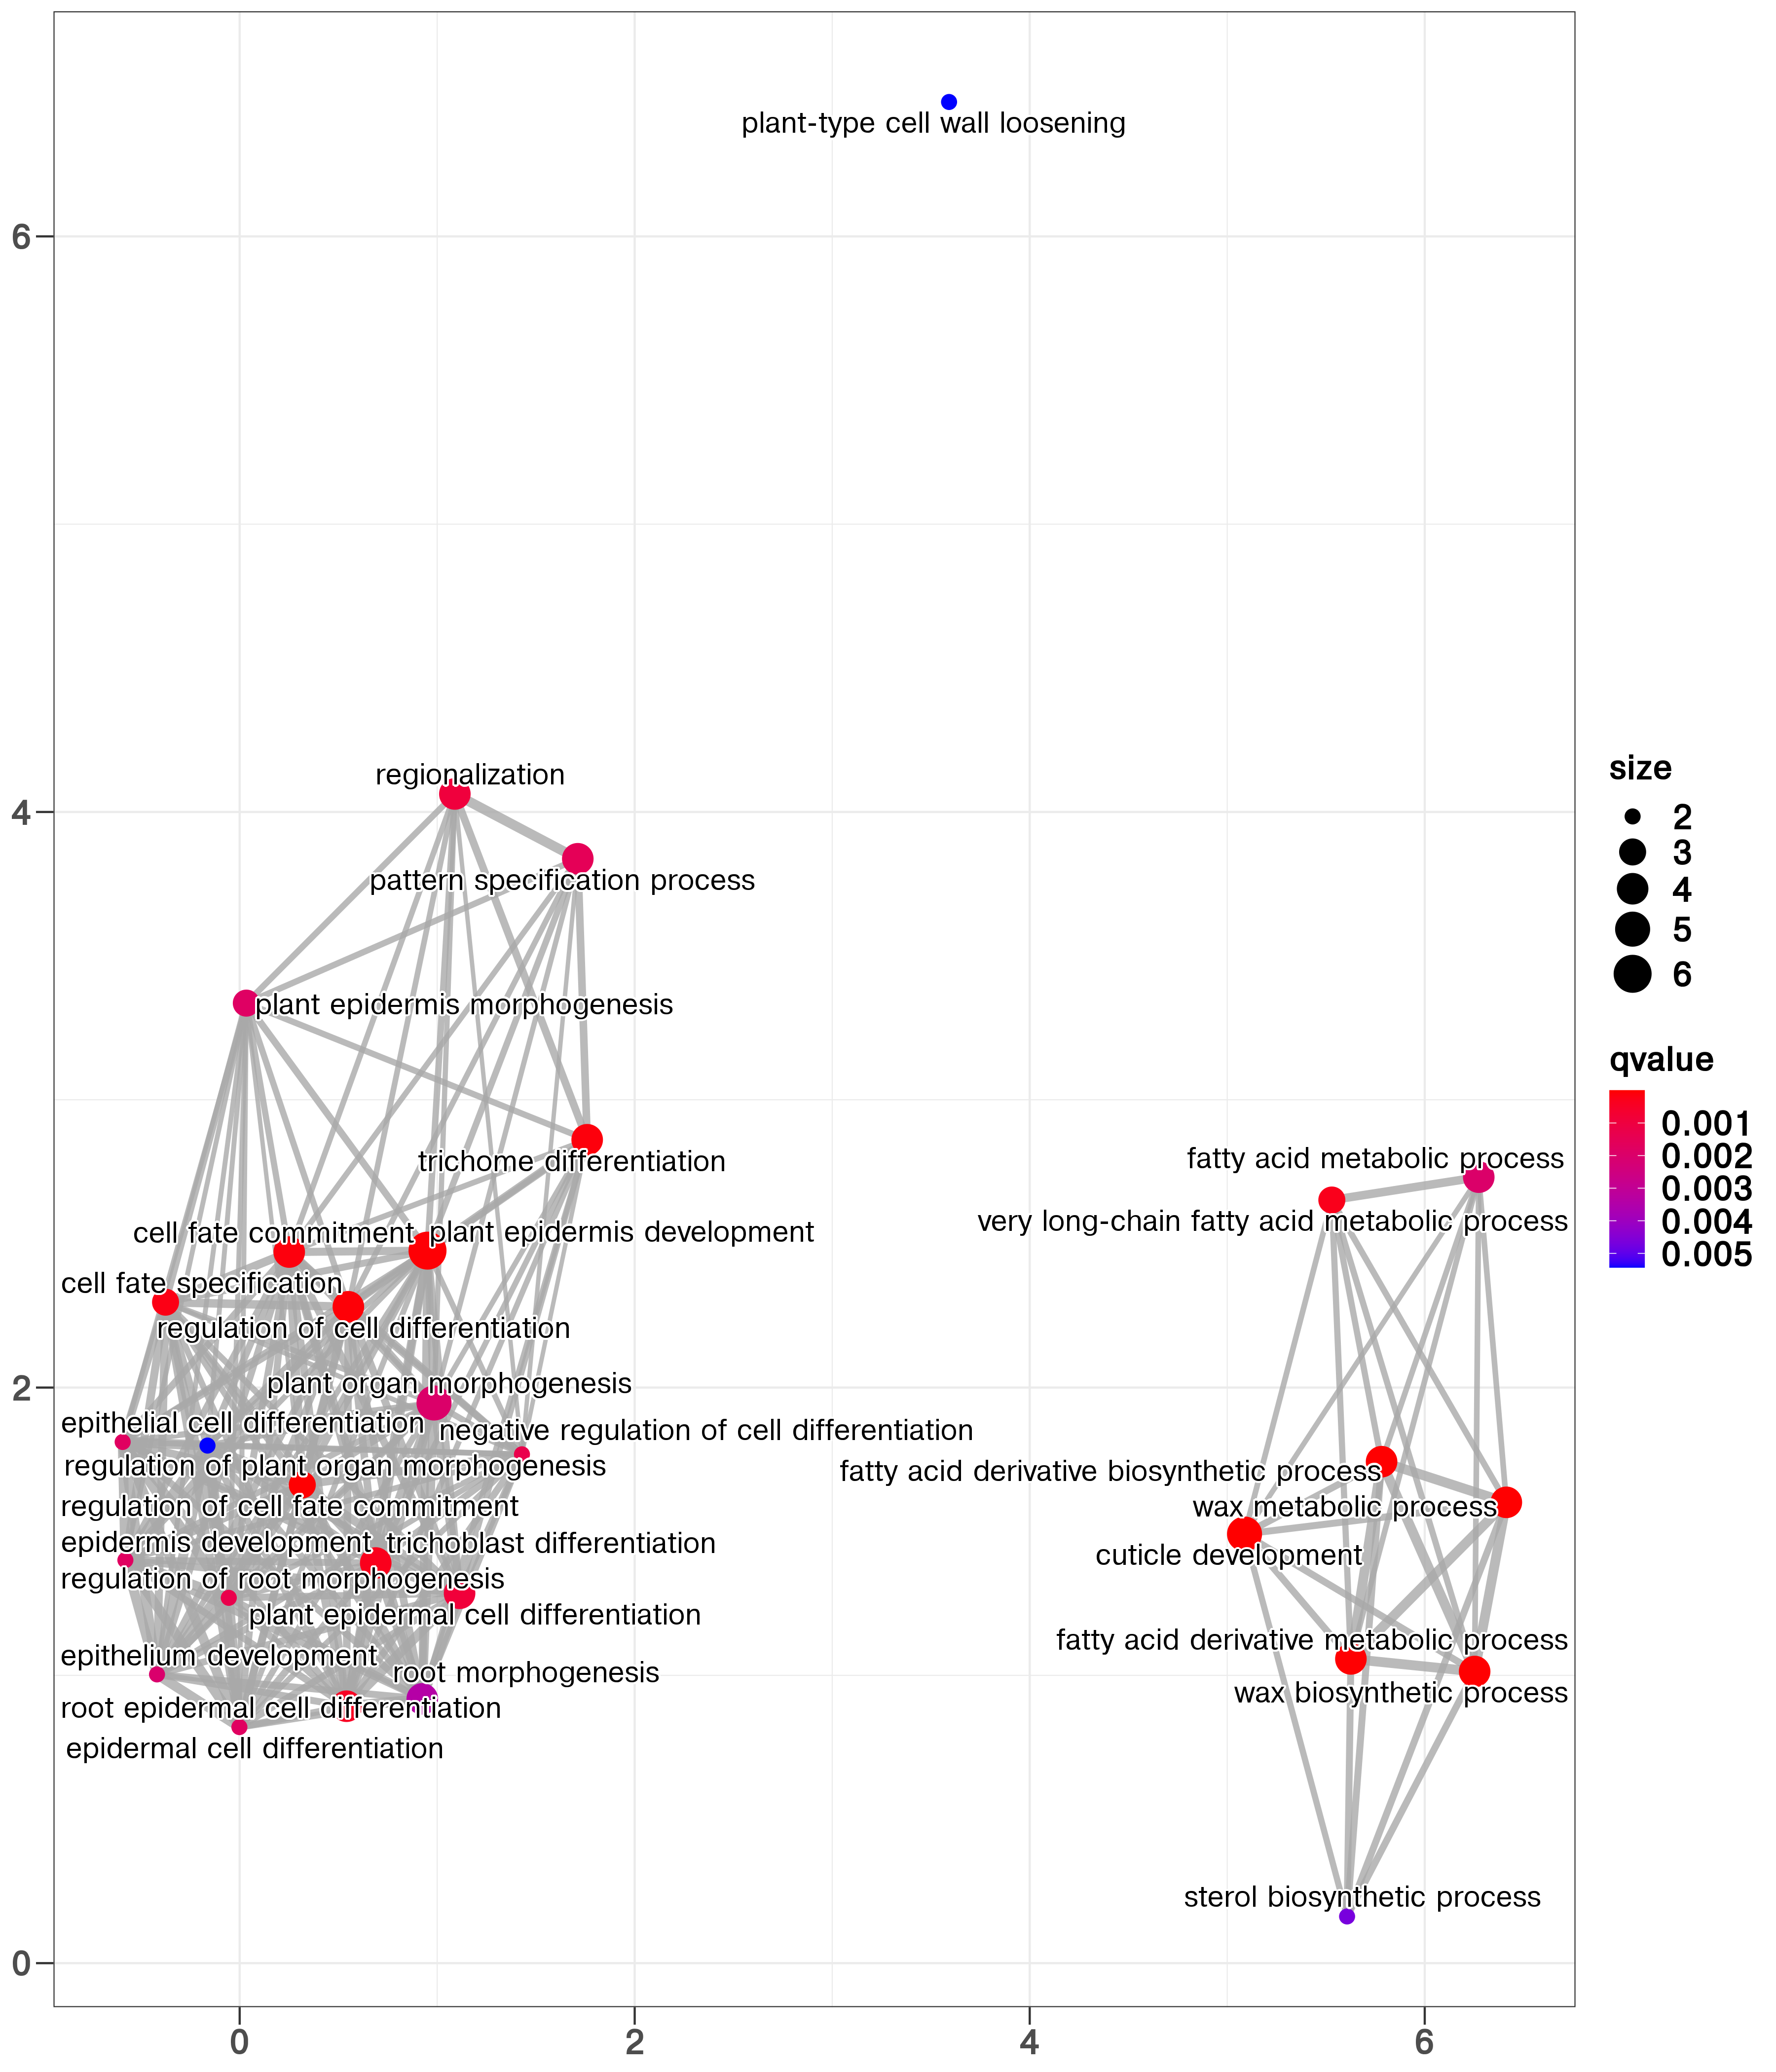 plant-type cell wall loosening
6
regionalization
4
pattern specification process
size
2
3
4
5
6
plant epidermis morphogenesis
qvalue
0.001
0.002
0.003
0.004
0.005
trichome differentiation
fatty acid metabolic process
very long-chain fatty acid metabolic process
cell fate commitment
plant epidermis development
cell fate specification
regulation of cell differentiation
2
plant organ morphogenesis
epithelial cell differentiation
negative regulation of cell differentiation
regulation of plant organ morphogenesis
fatty acid derivative biosynthetic process
regulation of cell fate commitment
wax metabolic process
epidermis development
trichoblast differentiation
cuticle development
regulation of root morphogenesis
plant epidermal cell differentiation
fatty acid derivative metabolic process
epithelium development
root morphogenesis
wax biosynthetic process
root epidermal cell differentiation
epidermal cell differentiation
sterol biosynthetic process
0
0
2
4
6